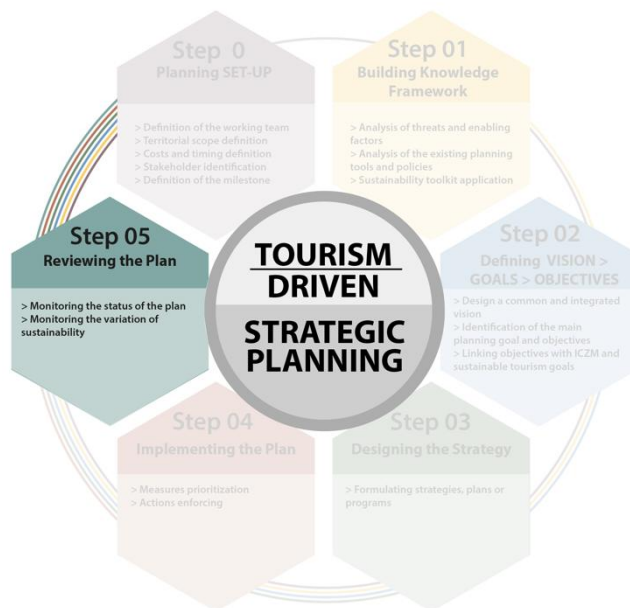 Step 0
Planning SET-UP
> Definition of the working team
> Territorial scope definition
> Costs and timing definition
> Stakeholder identification
> Definition of the milestone
Step 01
Building Knowledge
Framework
> Analysis of threats and enabling
factors
> Analysis of the existing planning
tools and policies
> Sustainability toolkit application
Step 02
Defining VISION >
GOALS > OBJECTIVES
> Design a common and integrated
vision
> Identification of the main
planning goal and objectives
> Linking objectives with ICZM and
sustainable tourism goals
Step 03
Designing the Strategy
> Formulating strategies, plans or
programs
Step 04
Implementing the Plan
> Measures prioritization
> Actions enforcing
Step 05
Reviewing the Plan
> Monitoring the status of the plan
> Monitoring the variation of
sustainability
TOURISM
DRIVEN
STRATEGIC
PLANNING